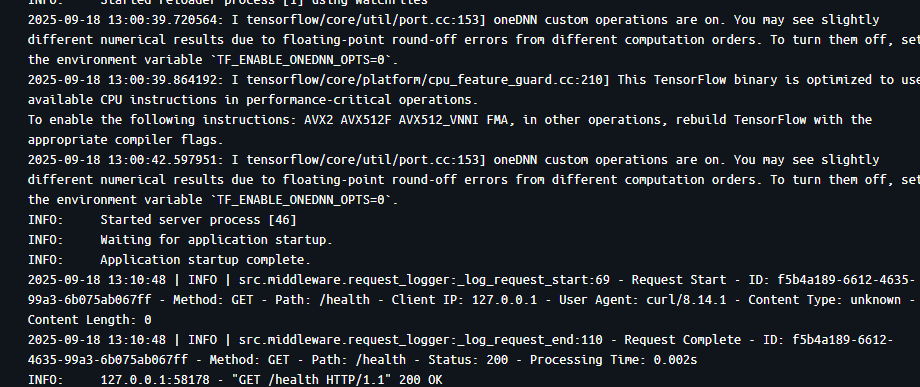 INFO:     Started reloader process [1] using WatchFiles
2025-09-18 13:00:39.720564: I tensorflow/core/util/port.cc:153] oneDNN custom operations are on. You may see slightly
different numerical results due to floating-point round-off errors from different computation orders. To turn them off, set
the environment variable `TF_ENABLE_ONEDNN_OPTS=0`.
2025-09-18 13:00:39.864192: I tensorflow/core/platform/cpu_feature_guard.cc:210] This TensorFlow binary is optimized to use
available CPU instructions in performance-critical operations.
To enable the following instructions: AVX2 AVX512F AVX512_VNNI FMA, in other operations, rebuild TensorFlow with the
appropriate compiler flags.
2025-09-18 13:00:42.597951: I tensorflow/core/util/port.cc:153] oneDNN custom operations are on. You may see slightly
different numerical results due to floating-point round-off errors from different computation orders. To turn them off, set
the environment variable `TF_ENABLE_ONEDNN_OPTS=0`.
INFO:     Started server process [46]
INFO:     Waiting for application startup.
INFO:     Application startup complete.
2025-09-18 13:10:48 | INFO | src.middleware.request_logger:_log_request_start:69 - Request Start - ID: f5b4a189-6612-4635-
99a3-6b075ab067ff - Method: GET - Path: /health - Client IP: 127.0.0.1 - User Agent: curl/8.14.1 - Content Type: unknown -
Content Length: 0
2025-09-18 13:10:48 | INFO | src.middleware.request_logger:_log_request_end:110 - Request Complete - ID: f5b4a189-6612-
4635-99a3-6b075ab067ff - Method: GET - Path: /health - Status: 200 - Processing Time: 0.002s
INFO:     127.0.0.1:58178 - "GET /health HTTP/1.1" 200 OK